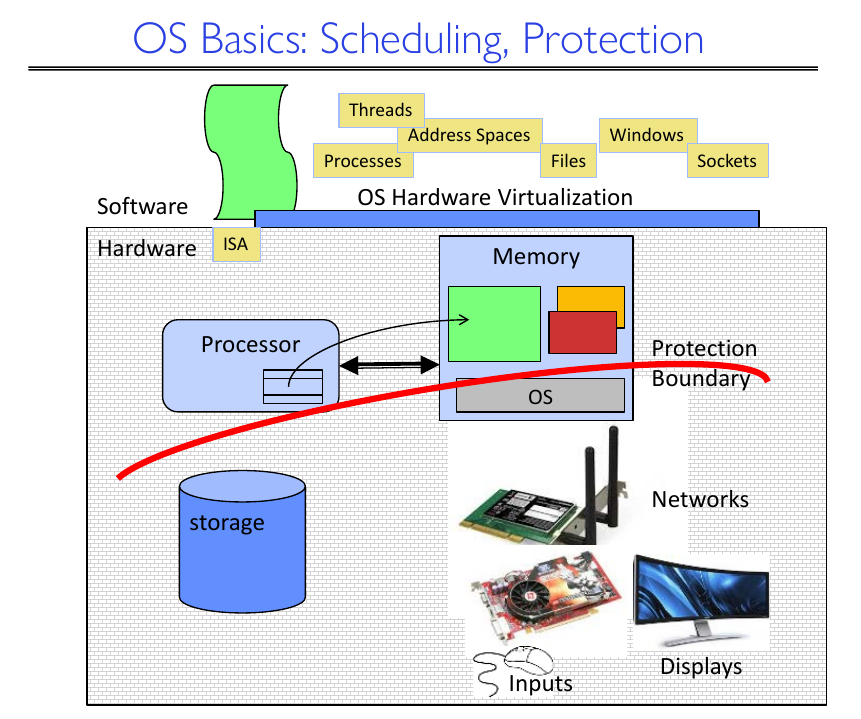 OS Basics: Scheduling, Protection
Threads
Address Spaces
Windows
Processes
Files
Sockets
OS Hardware Virtualization
Software
Hardware
ISA
Memory
Processor
Protection
Boundary
OS
Networks
storage
Displays
Inputs